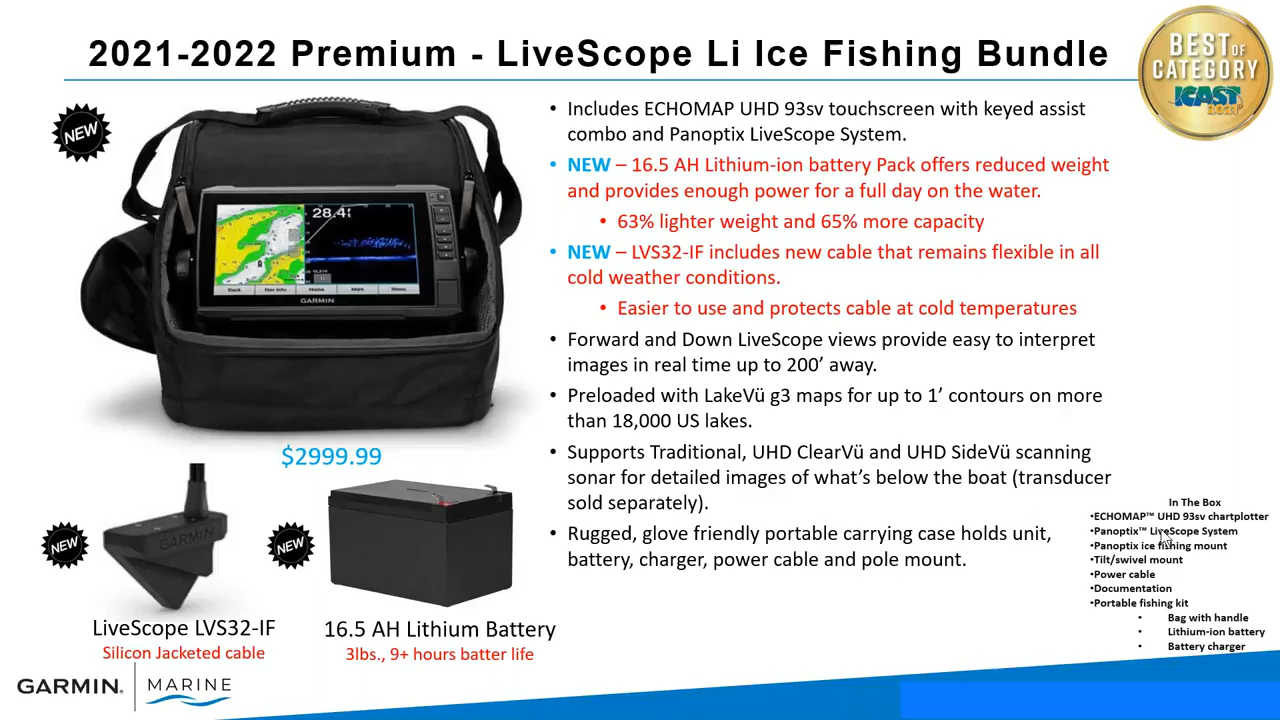 2021-2022 Premium - LiveScope Li Ice Fishing Bundle
BEST OF
CATEGORY
ICAST
2021
NEW
28.4
GARMIN
• Includes ECHOMAP UHD 93sv touchscreen with keyed assist
combo and Panoptix LiveScope System.
• NEW – 16.5 AH Lithium-ion battery Pack offers reduced weight
and provides enough power for a full day on the water.
• 63% lighter weight and 65% more capacity
• NEW – LVS32-IF includes new cable that remains flexible in all
cold weather conditions.
• Easier to use and protects cable at cold temperatures
• Forward and Down LiveScope views provide easy to interpret
images in real time up to 200’ away.
• Preloaded with LakeVü g3 maps for up to 1’ contours on more
than 18,000 US lakes.
• Supports Traditional, UHD ClearVü and UHD SideVü scanning
sonar for detailed images of what’s below the boat (transducer
sold separately).
• Rugged, glove friendly portable carrying case holds unit,
battery, charger, power cable and pole mount.
$2999.99
NEW
GARMIN
NEW
LiveScope LVS32-IF
Silicon Jacketed cable
16.5 AH Lithium Battery
3lbs., 9+ hours batter life
In The Box
•ECHOMAP™ UHD 93sv chartplotter
•Panoptix™ LiveScope System
•Panoptix ice fishing mount
•Tilt/swivel mount
•Power cable
•Documentation
•Portable fishing kit
• Bag with handle
• Lithium-ion battery
• Battery charger
GARMIN. MARINE